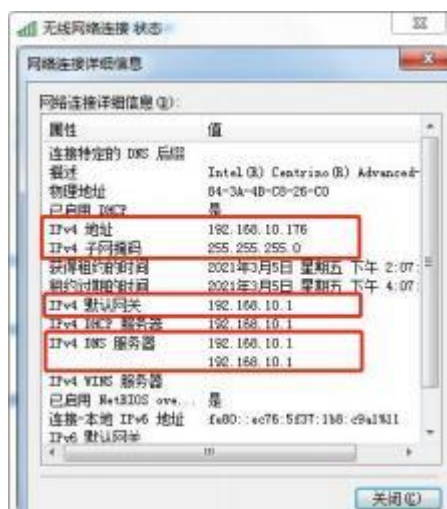 无线网络连接 状态
网络连接详细信息
网络连接详细信息(D):
属性 值
连接特定的 DNS 后缀
描述 Intel(R) Centrino(R) Advanced-
物理地址 84-3A-4B-C8-26-C0
已启用 DHCP 是
IPv4 地址 192.168.10.176
IPv4 子网掩码 255.255.255.0
获得租约的时间 2021年3月5日 星期五 下午 2:07:
租约过期的时间 2021年3月5日 星期五 下午 4:07:
IPv4 默认网关 192.168.10.1
IPv4 DHCP 服务器 192.168.10.1
IPv4 DNS 服务器 192.168.10.1
192.168.10.1
IPv4 WINS 服务器
已启用 NetBIOS ove... 是
连接-本地 IPv6 地址 fe80::ec76:5f37:1b8:c9a1%11
IPv6 默认网关
关闭(C)